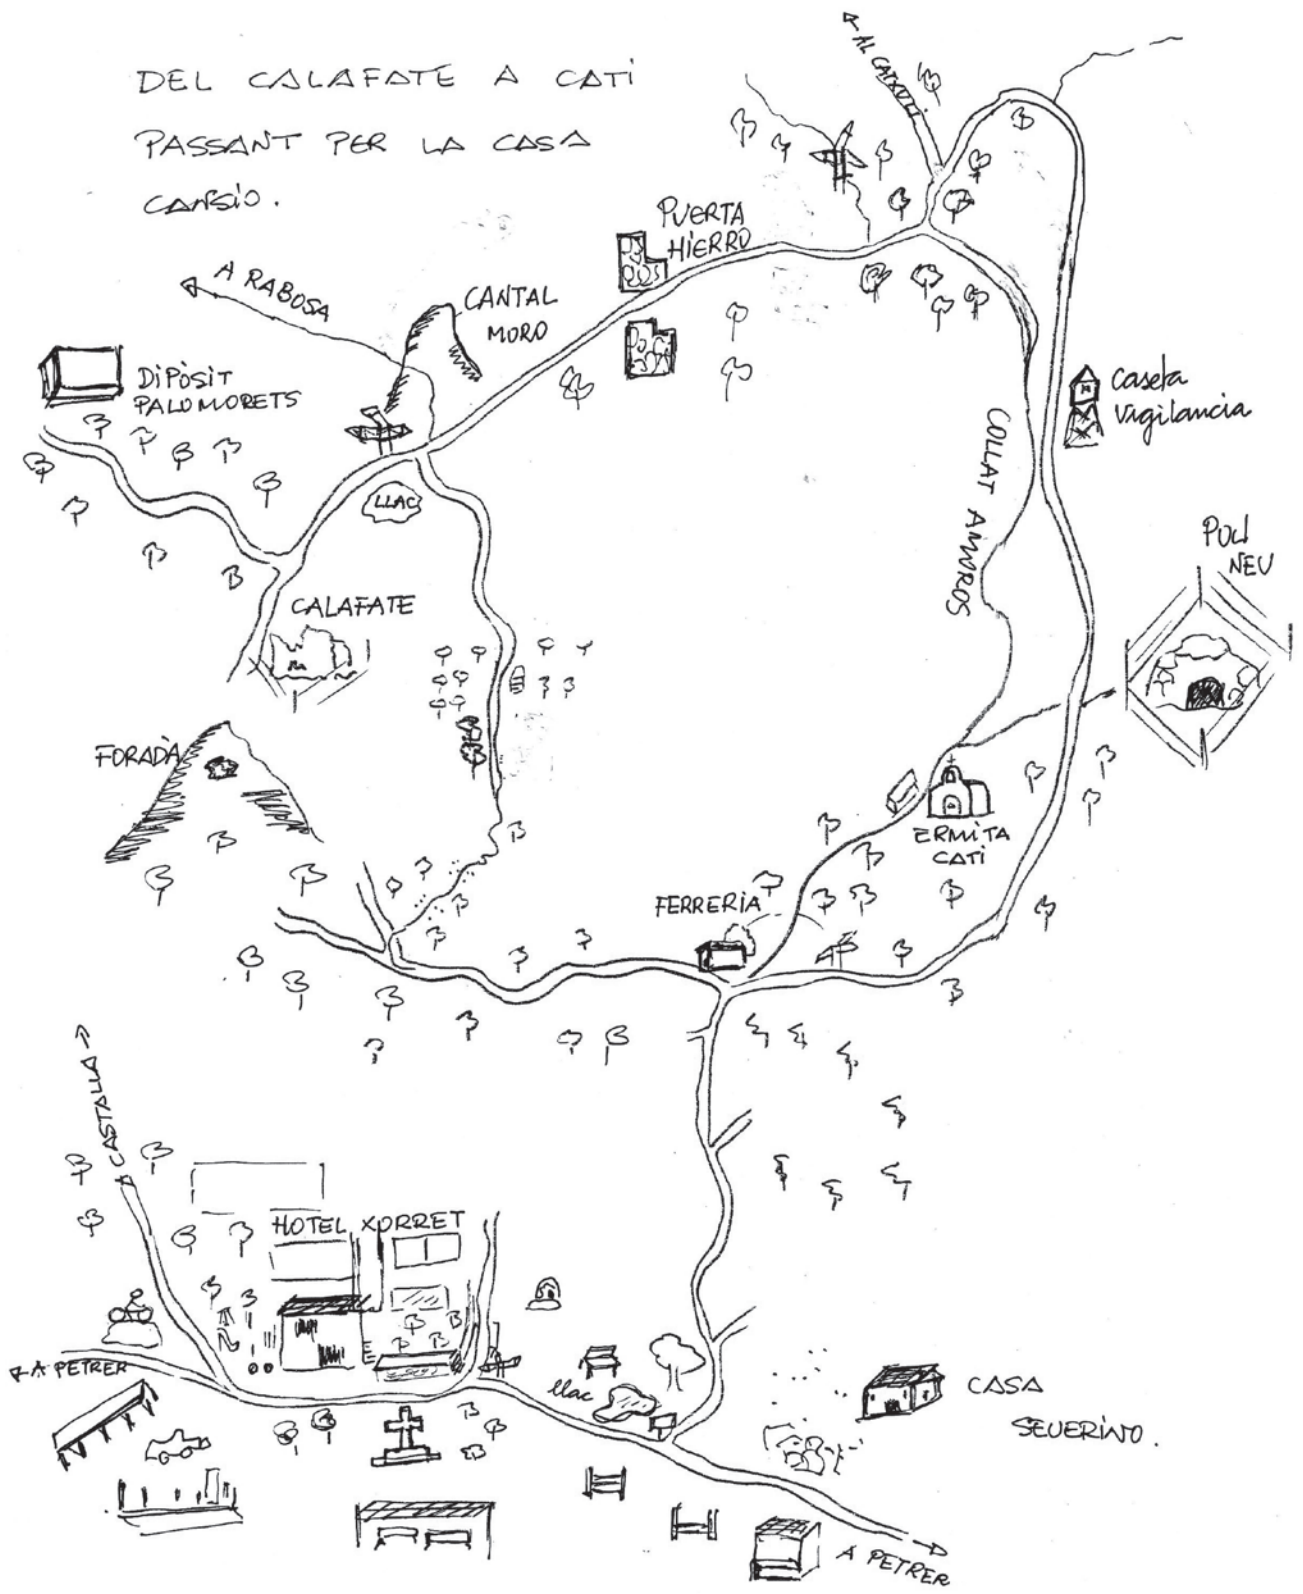 DEL CALAFATE A CATÍ
PASSANT PER LA CASA
CANSIO.
AL CATXULI
PUERTA
HIERRO
A RABOSA
CANTAL
MORO
DIPÒSIT
PALOMORETS
Caseta
Vigilancia
LLAC
COLLAT AMOROS
POU
NEU
CALAFATE
FORADÀ
ERMITA
CATI
FERRERIA
A CASTALLA
HOTEL XORRET
A PETRER
llac
CASA
SEVERINO.
A PETRER